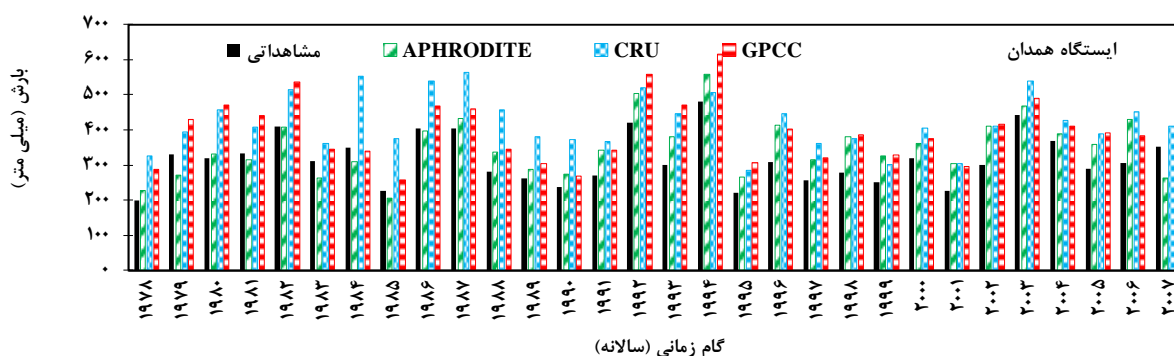 ۷۰۰
۶۰۰
۵۰۰
۴۰۰
۳۰۰
۲۰۰
۱۰۰
۰
بارش (میلی متر)
مشاهداتی APHRODITE CRU GPCC
ایستگاه همدان
۱۹۷۸ ۱۹۷۹ ۱۹۸۰ ۱۹۸۱ ۱۹۸۲ ۱۹۸۳ ۱۹۸۴ ۱۹۸۵ ۱۹۸۶ ۱۹۸۷ ۱۹۸۸ ۱۹۸۹ ۱۹۹۰ ۱۹۹۱ ۱۹۹۲ ۱۹۹۳ ۱۹۹۴ ۱۹۹۵ ۱۹۹۶ ۱۹۹۷ ۱۹۹۸ ۱۹۹۹ ۲۰۰۰ ۲۰۰۱ ۲۰۰۲ ۲۰۰۳ ۲۰۰۴ ۲۰۰۵ ۲۰۰۶ ۲۰۰۷
گام زمانی (سالانه)